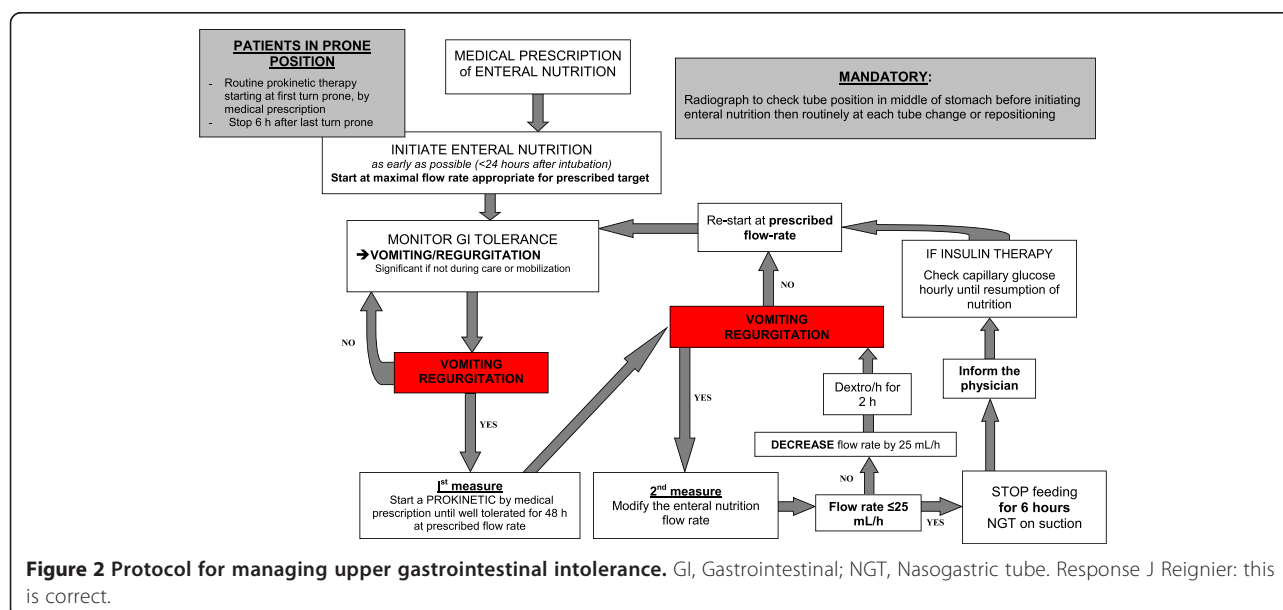 PATIENTS IN PRONE
POSITION
- Routine prokinetic therapy
starting at first turn prone, by
medical prescription
- Stop 6 h after last turn
prone
MEDICAL PRESCRIPTION
of ENTERAL NUTRITION
MANDATORY:
Radiograph to check tube position in middle of stomach before initiating
enteral nutrition then routinely at each tube change or repositioning
INITIATE ENTERAL NUTRITION
as early as possible (<24 hours after intubation)
Start at maximal flow rate appropriate for prescribed target
MONITOR GI TOLERANCE
➔VOMITING/REGURGITATION
Significant if not during care or mobilization
Re-start at prescribed
flow-rate
IF INSULIN THERAPY
Check capillary glucose
hourly until resumption of
nutrition
NO
VOMITING
REGURGITATION
YES
NO
VOMITING
REGURGITATION
YES
Dextro/h for
2 h
Inform the
physician
DECREASE flow rate by 25 mL/h
NO
1st measure
Start a PROKINETIC by medical
prescription until well tolerated for 48 h
at prescribed flow rate
2nd measure
Modify the enteral nutrition
flow rate
Flow rate ≤25
mL/h
YES
STOP feeding
for 6 hours
NGT on suction
Figure 2 Protocol for managing upper gastrointestinal intolerance. GI, Gastrointestinal; NGT, Nasogastric tube. Response J Reignier: this
is correct.